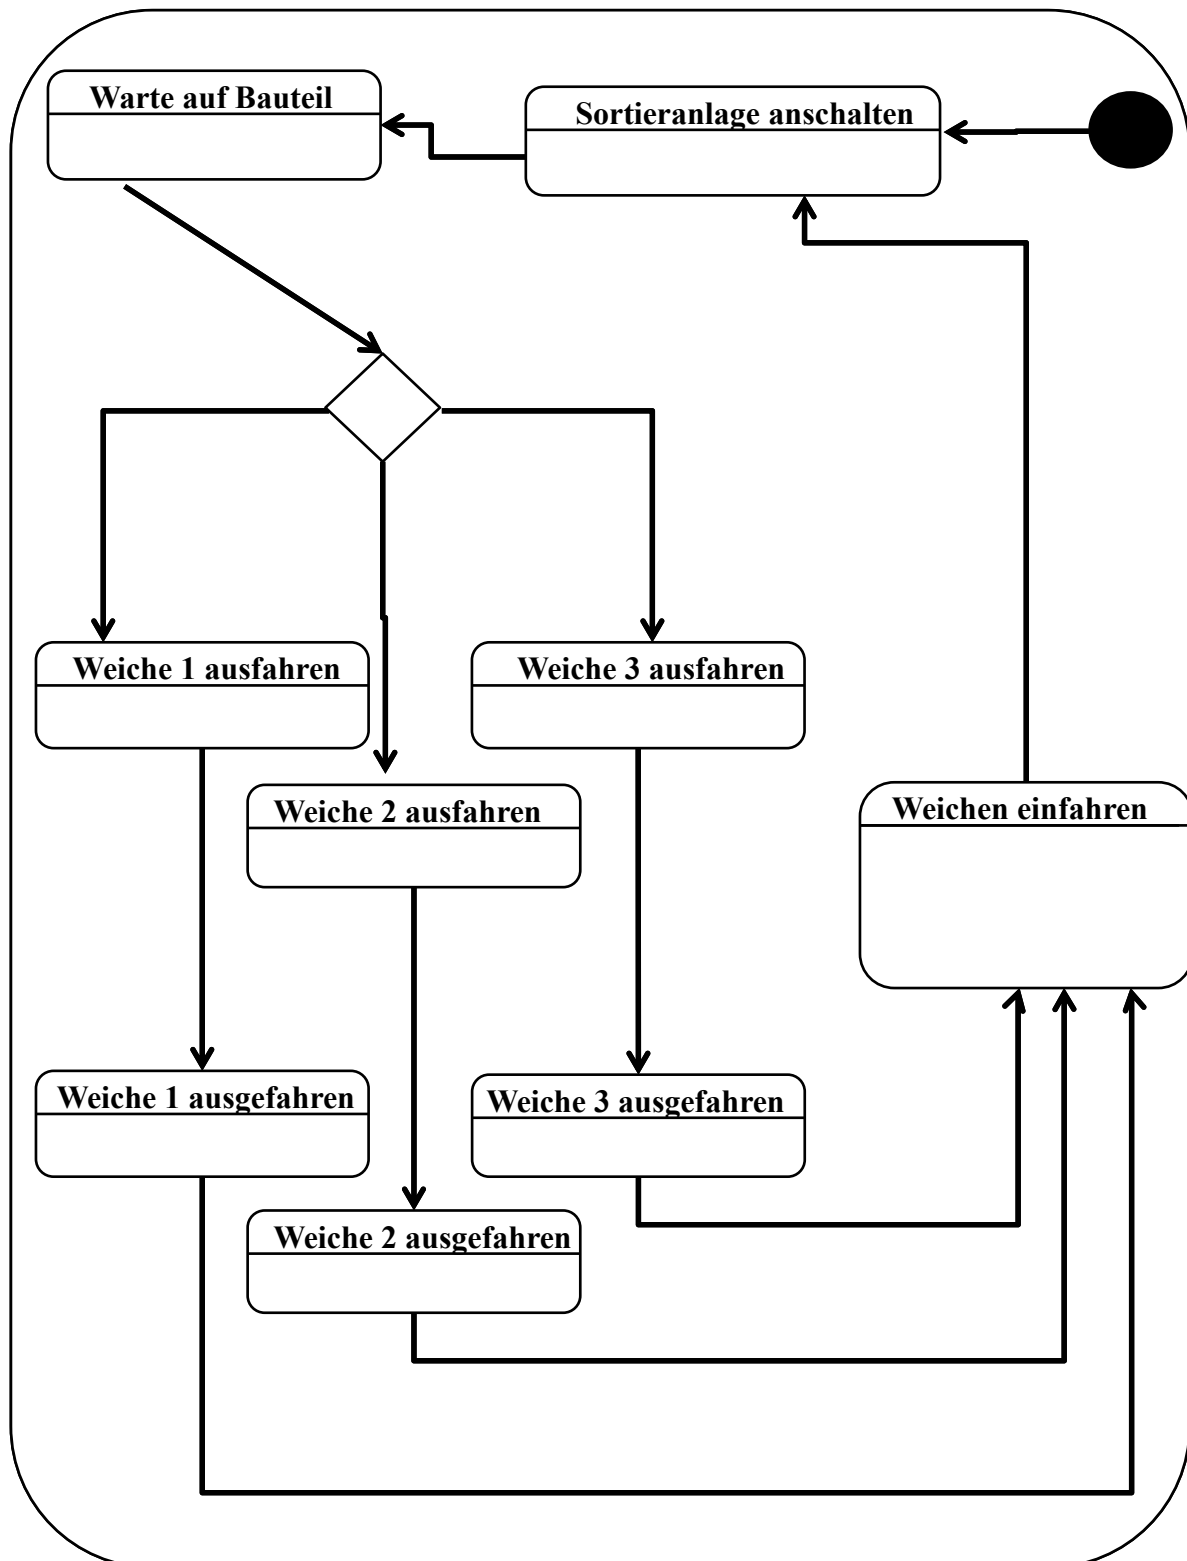 Warte auf Bauteil
Sortieranlage anschalten
Weiche 1 ausfahren
Weiche 3 ausfahren
Weiche 2 ausfahren
Weichen einfahren
Weiche 1 ausgefahren
Weiche 3 ausgefahren
Weiche 2 ausgefahren